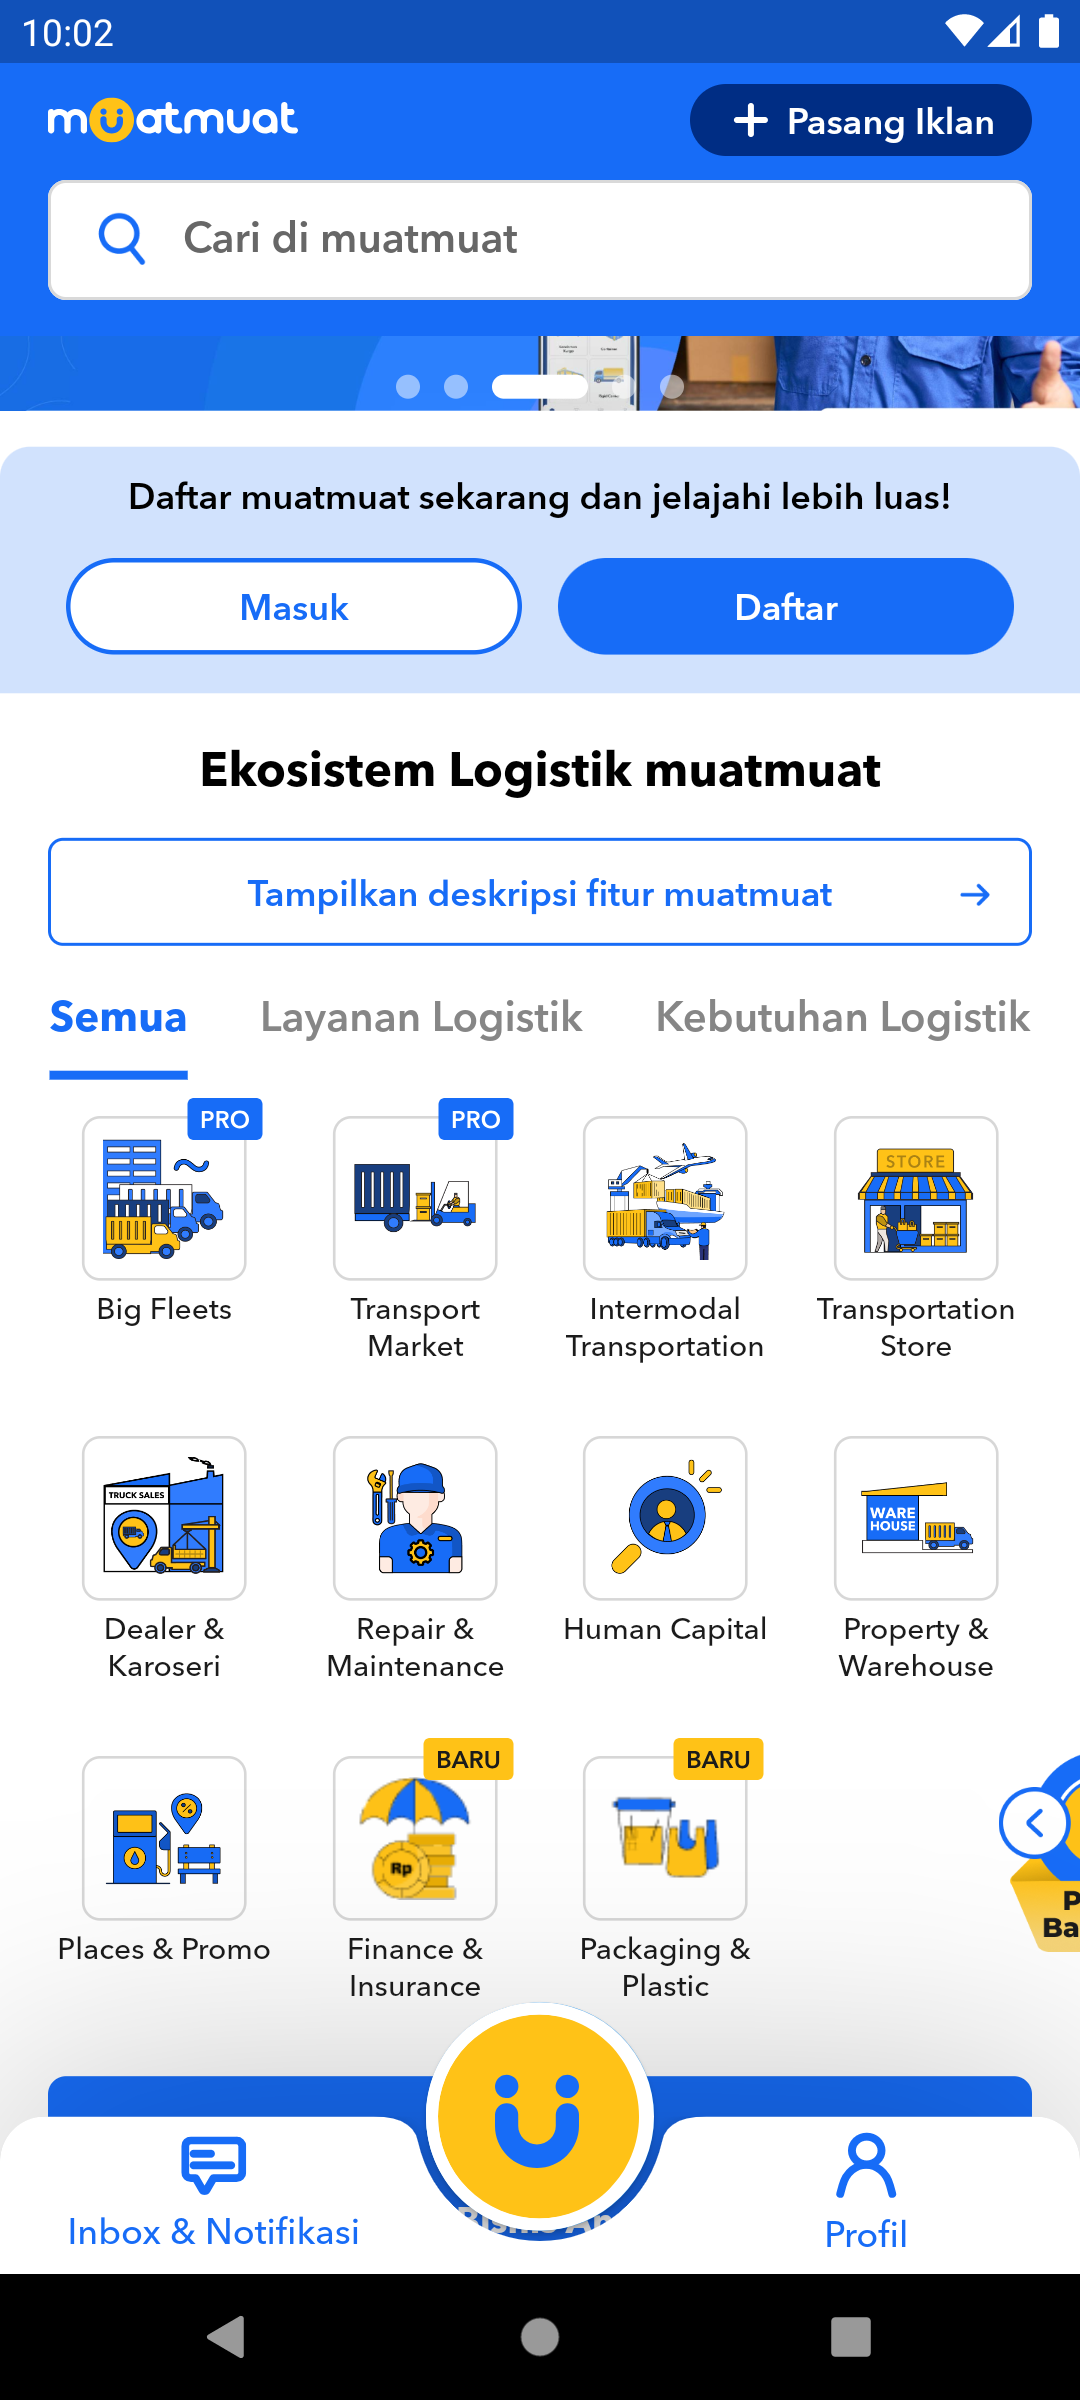 10:02
muatmuat
Pasang Iklan
Cari di muatmuat
Daftar muatmuat sekarang dan jelajahi lebih luas!
Masuk
Daftar
Ekosistem Logistik muatmuat
Tampilkan deskripsi fitur muatmuat
Semua
Layanan Logistik
Kebutuhan Logistik
PRO
PRO
STORE
Big Fleets
Transport
Market
Intermodal
Transportation
Transportation
Store
TRUCK SALES
WARE
HOUSE
Dealer &
Karoseri
Repair &
Maintenance
Human Capital
Property &
Warehouse
BARU
BARU
Rp
Places & Promo
Finance &
Insurance
Packaging &
Plastic
Inbox & Notifikasi
Profil